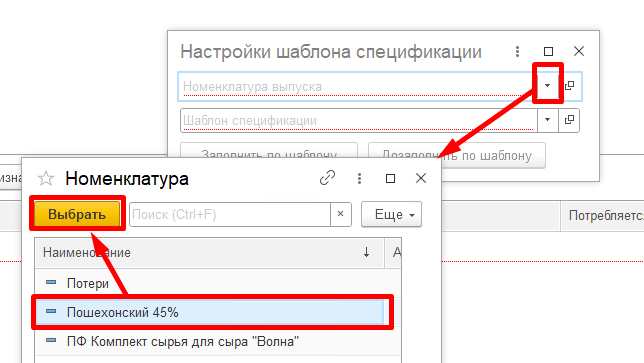 Настройки шаблона спецификации
Номенклатура выпуска
Шаблон спецификации
Заполнить по шаблону
Дозаполнить по шаблону
изна
Номенклатура
Выбрать
Поиск (Ctrl+F)
×
Еще
Потребляется
Наименование
↓
А
Потери
Пошехонский 45%
ПФ Комплект сырья для сыра "Волна"